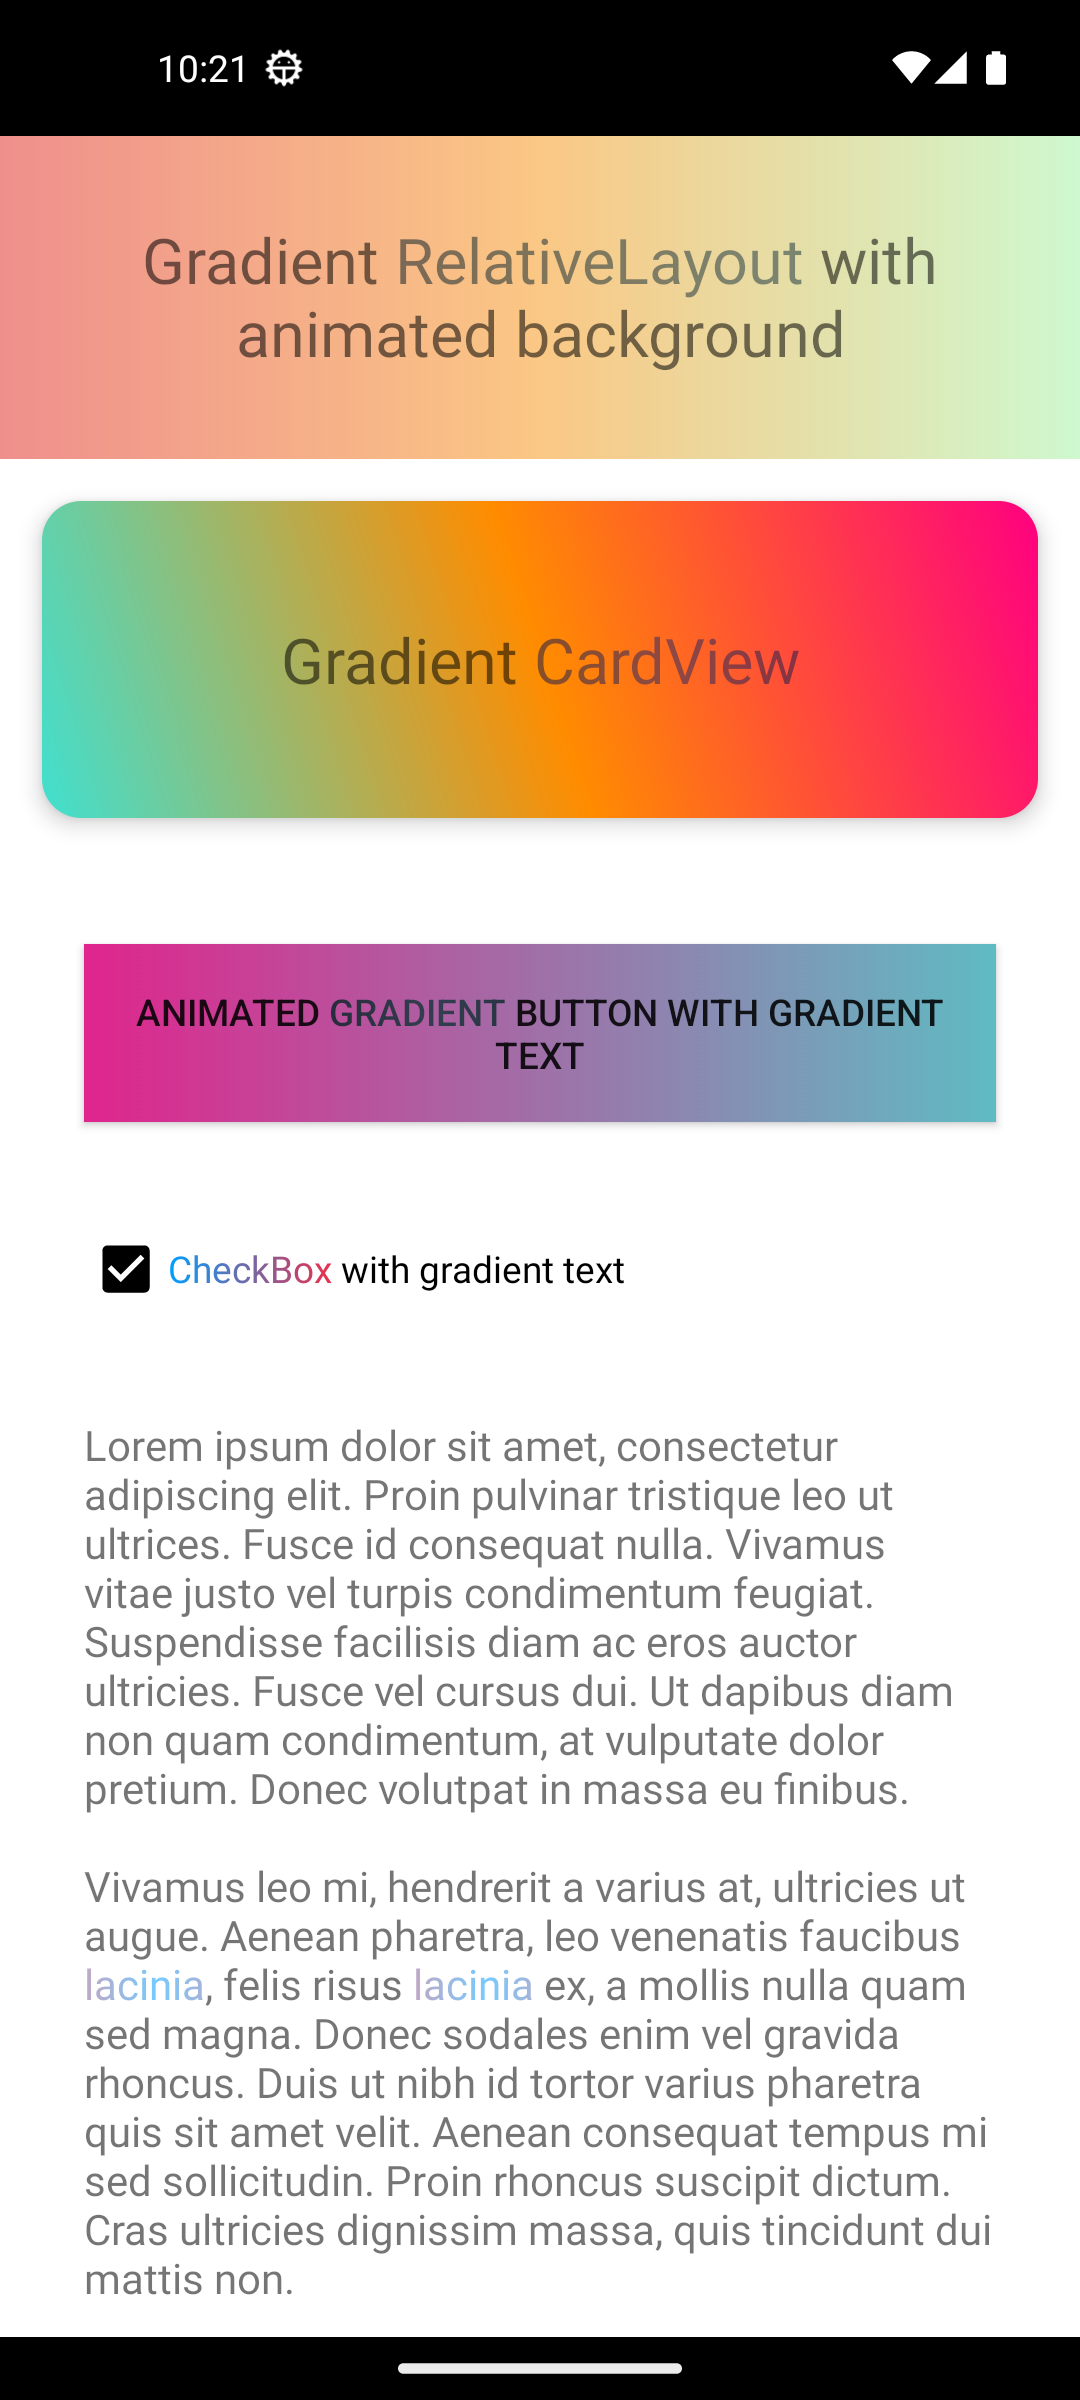 10:21
Gradient RelativeLayout with
animated background
Gradient CardView
ANIMATED GRADIENT BUTTON WITH GRADIENT
TEXT
CheckBox with gradient text
Lorem ipsum dolor sit amet, consectetur
adipiscing elit. Proin pulvinar tristique leo ut
ultrices. Fusce id consequat nulla. Vivamus
vitae justo vel turpis condimentum feugiat.
Suspendisse facilisis diam ac eros auctor
ultricies. Fusce vel cursus dui. Ut dapibus diam
non quam condimentum, at vulputate dolor
pretium. Donec volutpat in massa eu finibus.
Vivamus leo mi, hendrerit a varius at, ultricies ut
augue. Aenean pharetra, leo venenatis faucibus
lacinia, felis risus lacinia ex, a mollis nulla quam
sed magna. Donec sodales enim vel gravida
rhoncus. Duis ut nibh id tortor varius pharetra
quis sit amet velit. Aenean consequat tempus mi
sed sollicitudin. Proin rhoncus suscipit dictum.
Cras ultricies dignissim massa, quis tincidunt dui
mattis non.